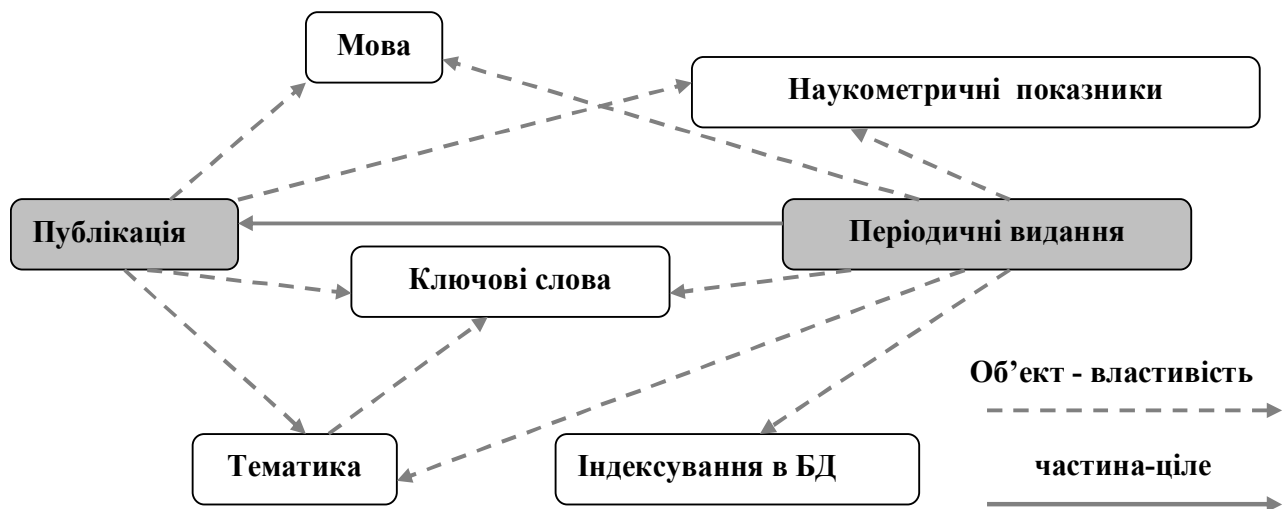 Мова
Наукометричні показники
Публікація
Періодичні видання
Ключові слова
Об’єкт - властивість
Тематика
Індексування в БД
частина-ціле